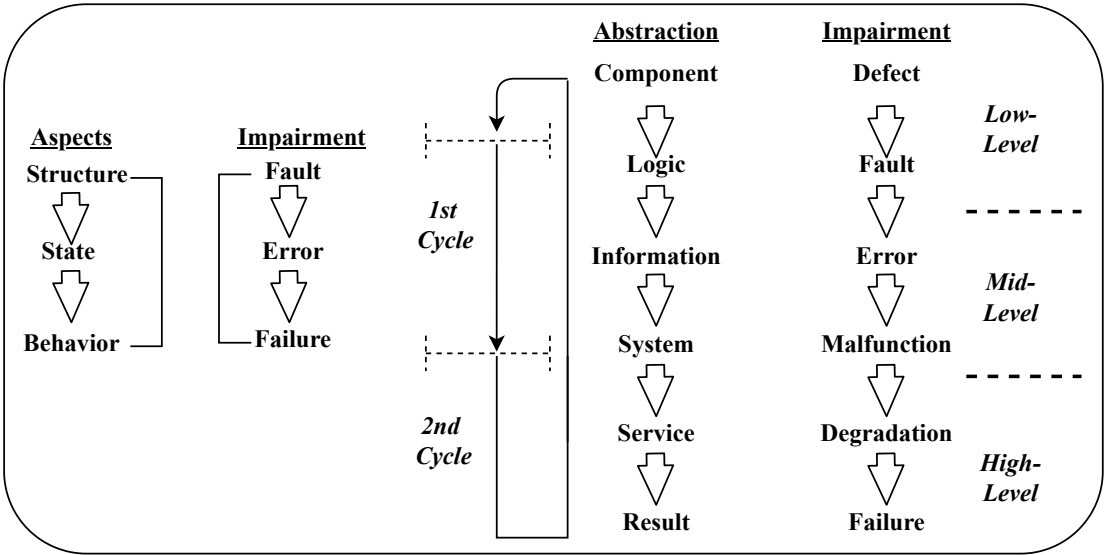 Aspects
Structure
State
Behavior
Impairment
Fault
Error
Failure
1st
Cycle
2nd
Cycle
Abstraction
Component
Logic
Information
System
Service
Result
Impairment
Defect
Fault
Error
Malfunction
Degradation
Failure
Low-
Level
Mid-
Level
High-
Level